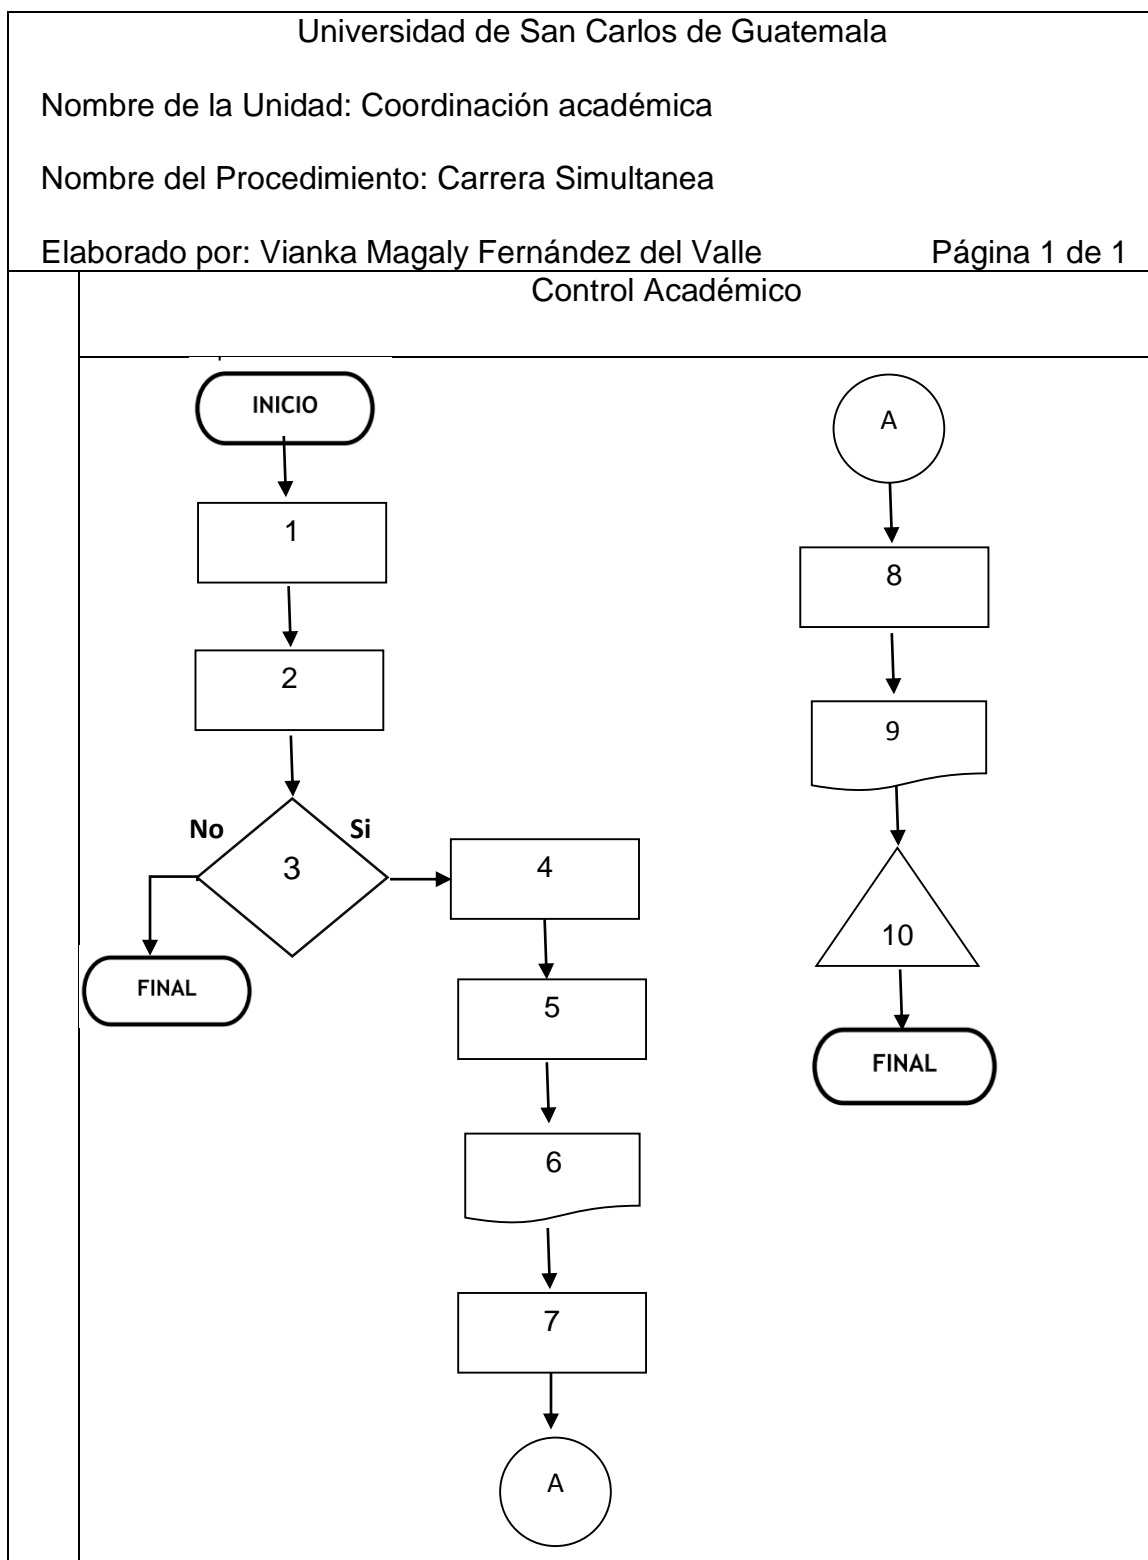 Universidad de San Carlos de Guatemala
Nombre de la Unidad: Coordinación académica
Nombre del Procedimiento: Carrera Simultanea
Elaborado por: Vianka Magaly Fernández del Valle Página 1 de 1
Control Académico
INICIO
1
2
3
No
Si
FINAL
4
5
6
7
A
A
8
9
10
FINAL